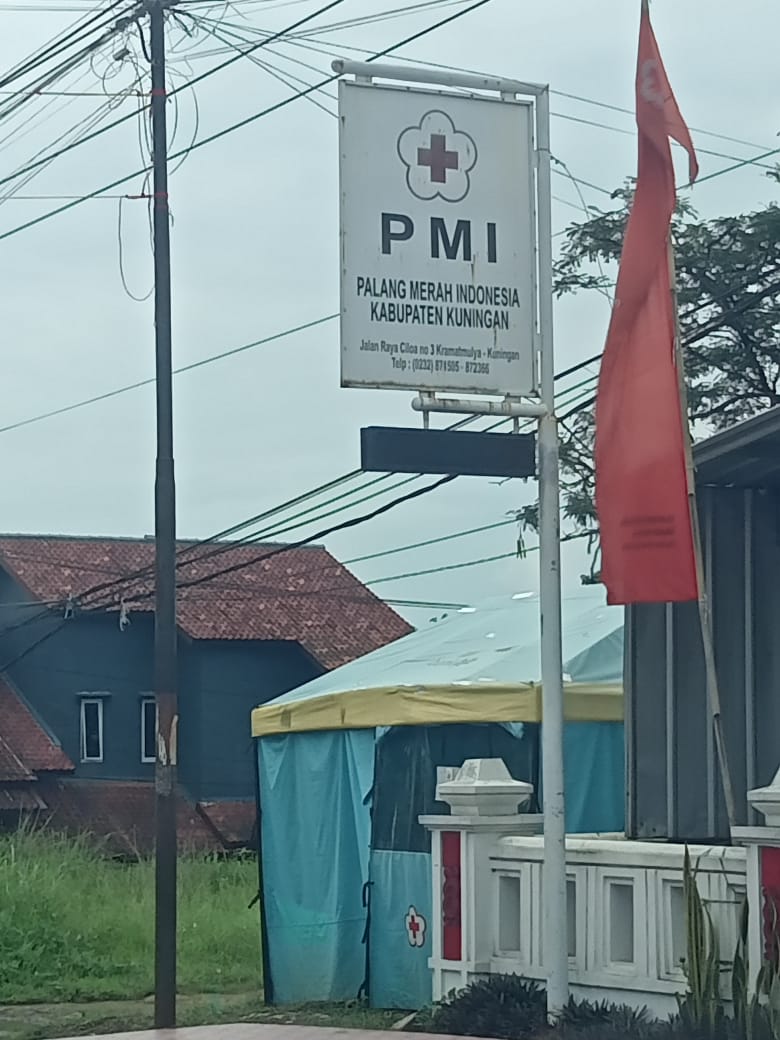 PMI
PALANG MERAH INDONESIA
KABUPATEN KUNINGAN
Jalan Raya Ciloa no 3 Kramatmulya - Kuningan
Telp : (0232) 871505 - 872366